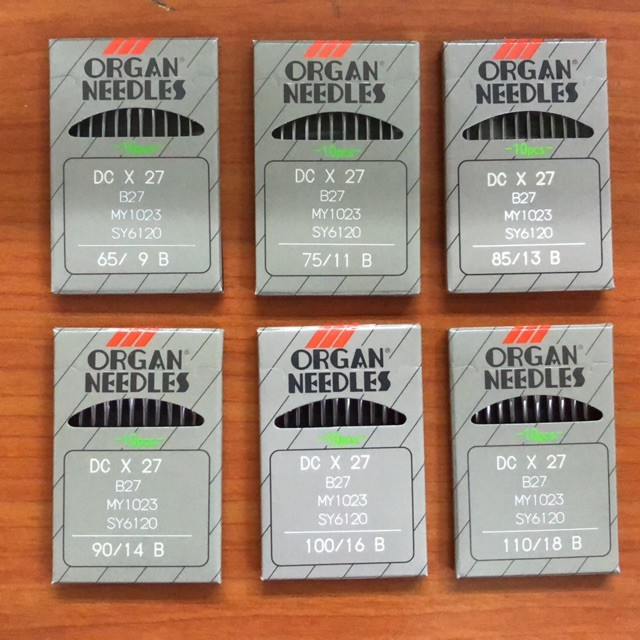 ORGAN®
NEEDLES
-10pcs-
DC X 27
B27
MY1023
SY6120
65/ 9 B
ORGAN®
NEEDLES
-10pcs-
DC X 27
B27
MY1023
SY6120
75/11 B
ORGAN®
NEEDLES
-10pcs-
DC X 27
B27
MY1023
SY6120
85/13 B
ORGAN®
NEEDLES
-10pcs-
DC X 27
B27
MY1023
SY6120
90/14 B
ORGAN®
NEEDLES
-10pcs-
DC X 27
B27
MY1023
SY6120
100/16 B
ORGAN®
NEEDLES
-10pcs-
DC X 27
B27
MY1023
SY6120
110/18 B